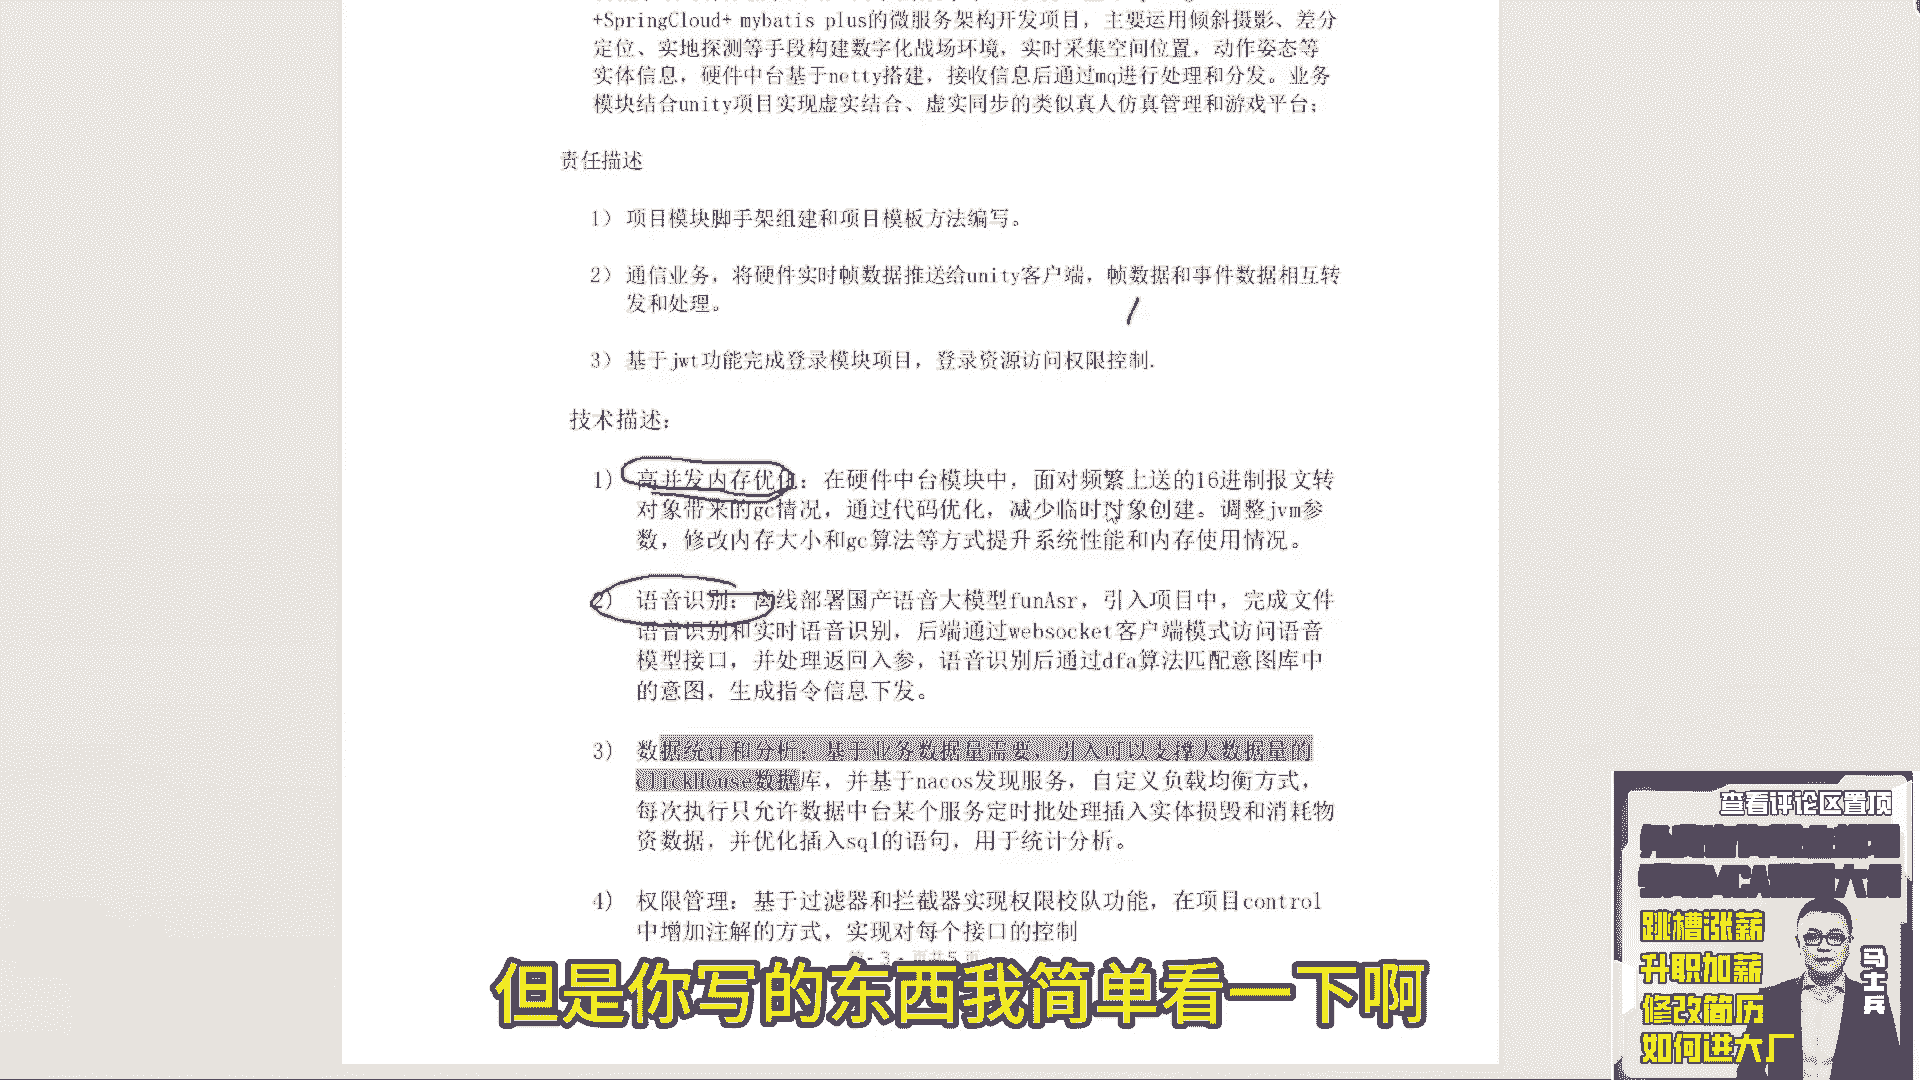 +SpringCloud+ mybatis plus的微服务架构开发项目，主要运用倾斜摄影、差分
定位、实地探测等手段构建数字化战场环境，实时采集空间位置，动作姿态等
实体信息，硬件中台基于netty搭建，接收信息后通过mq进行处理和分发。业务
模块结合unity项目实现虚实结合、虚实同步的类似真人仿真管理和游戏平台；
责任描述
1） 项目模块脚手架组建和项目模板方法编写。
2） 通信业务，将硬件实时帧数据推送给unity客户端，帧数据和事件数据相互转
发和处理。
3） 基于jwt功能完成登录模块项目，登录资源访问权限控制.
技术描述：
1） 高并发内存优化：在硬件中台模块中，面对频繁上送的16进制报文转
对象带来的gc情况，通过代码优化，减少临时对象创建。调整jvm参
数，修改内存大小和gc算法等方式提升系统性能和内存使用情况。
2） 语音识别：离线部署国产语音大模型funAsr，引入项目中，完成文件
语音识别和实时语音识别，后端通过websocket客户端模式访问语音
模型接口，并处理返回入参，语音识别后通过dfa算法匹配意图库中
的意图，生成指令信息下发。
3） 数据统计和分析：基于业务数据量需要，引入可以支撑大数据量的
clickHouse数据库，并基于nacos发现服务，自定义负载均衡方式，
每次执行只允许数据中台某个服务定时批处理插入实体损毁和消耗物
资数据，并优化插入sql的语句，用于统计分析。
4） 权限管理：基于过滤器和拦截器实现权限校队功能，在项目control
中增加注解的方式，实现对每个接口的控制
但是你写的东西我简单看一下啊
查看评论区置顶
跳槽涨薪
升职加薪
修改简历
如何进大厂
马士兵